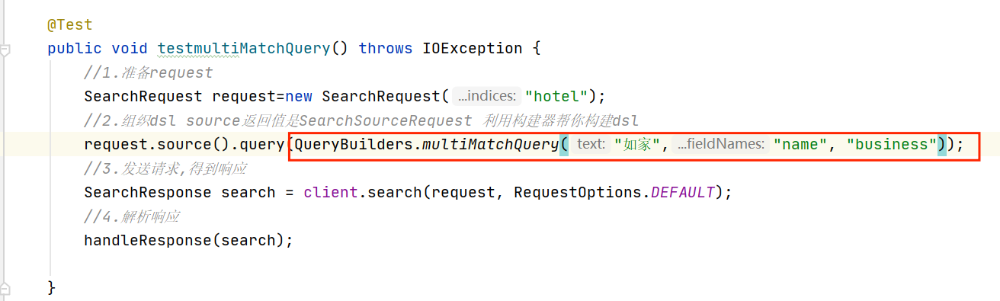 @Test
public void testmultiMatchQuery() throws IOException {
//1.准备request
SearchRequest request=new SearchRequest( ...indices: "hotel");
//2.组织dsl source返回值是SearchSourceRequest 利用构建器帮你构建dsl
request.source().query(QueryBuilders.multiMatchQuery( text: "如家", ...fieldNames: "name", "business"));
//3.发送请求,得到响应
SearchResponse search = client.search(request, RequestOptions.DEFAULT);
//4.解析响应
handleResponse(search);
}